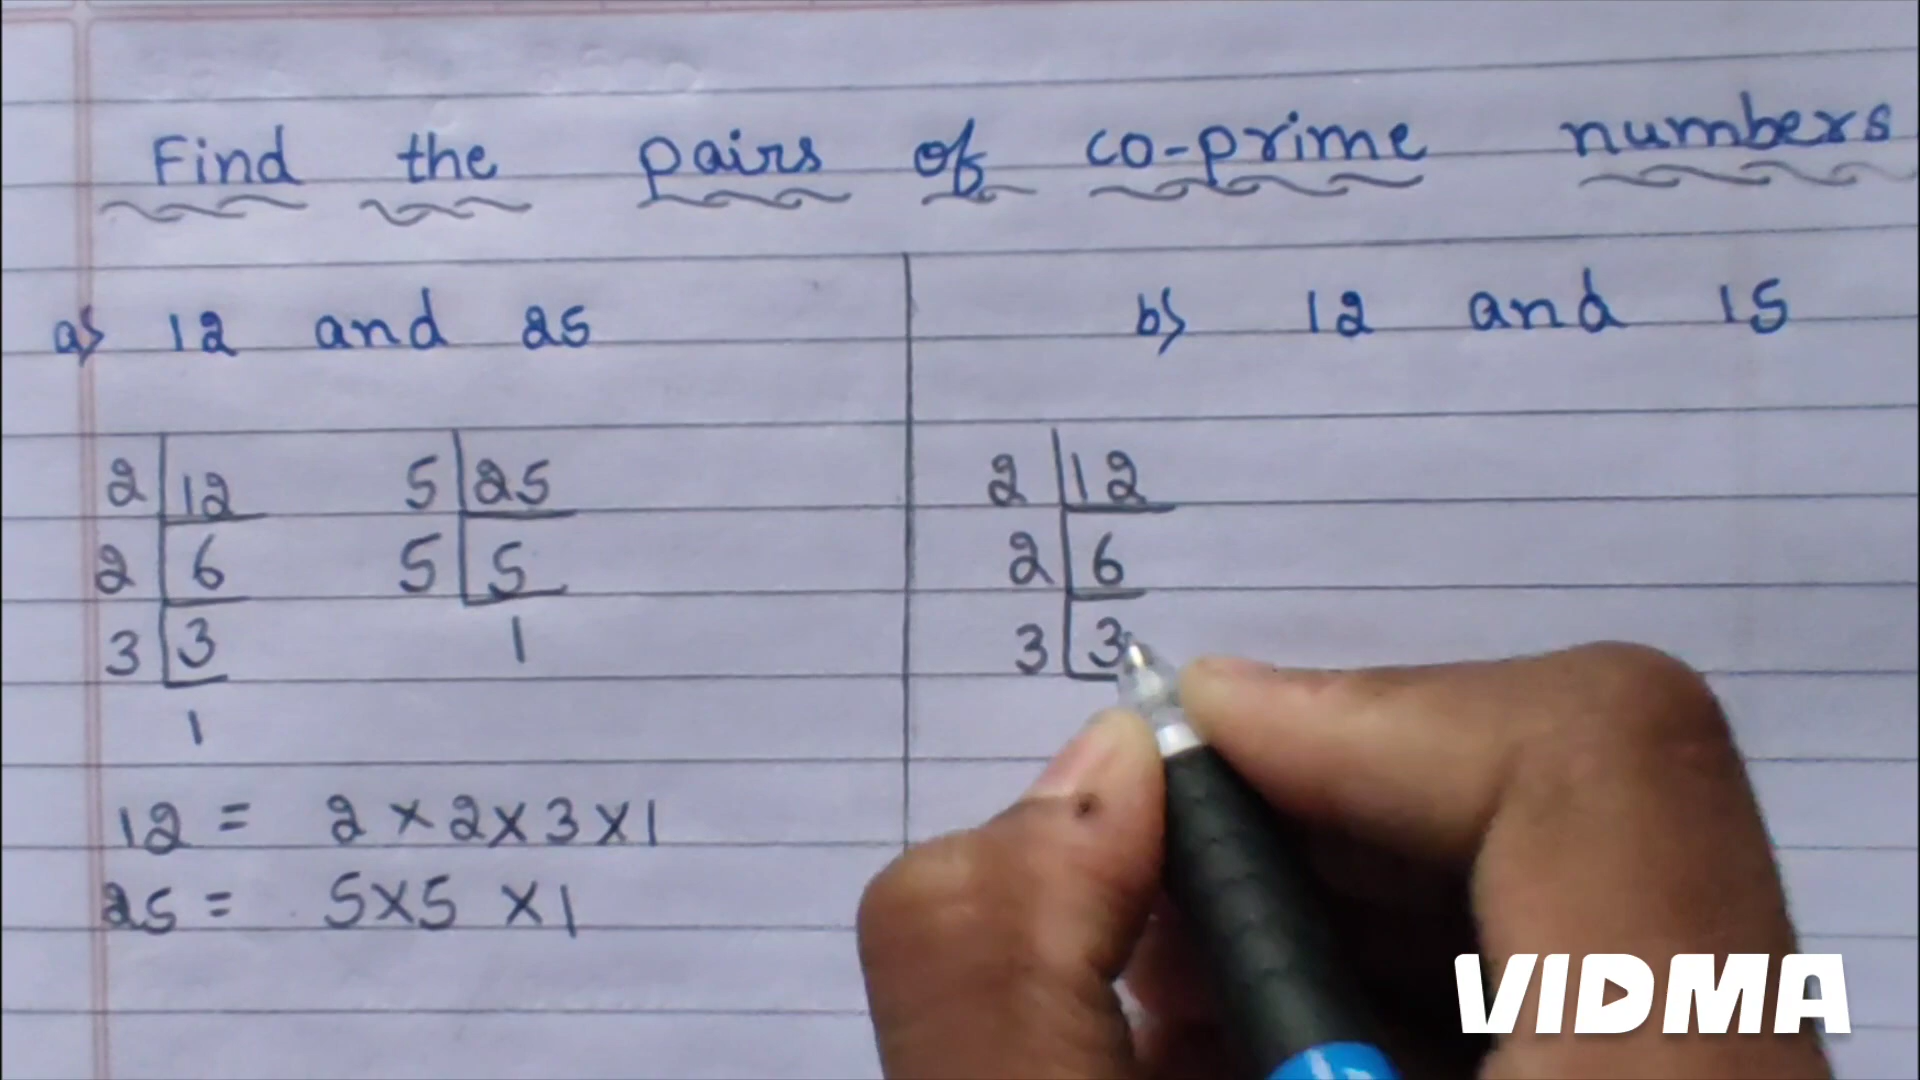 Find the pairs of co-prime numbers
a) 12 and 25
2 12
2 6
3 3
1
5 25
5 5
1
12 = 2 × 2 × 3 × 1
25 = 5 × 5 × 1
b) 12 and 15
2 12
2 6
3 3
VIDMA